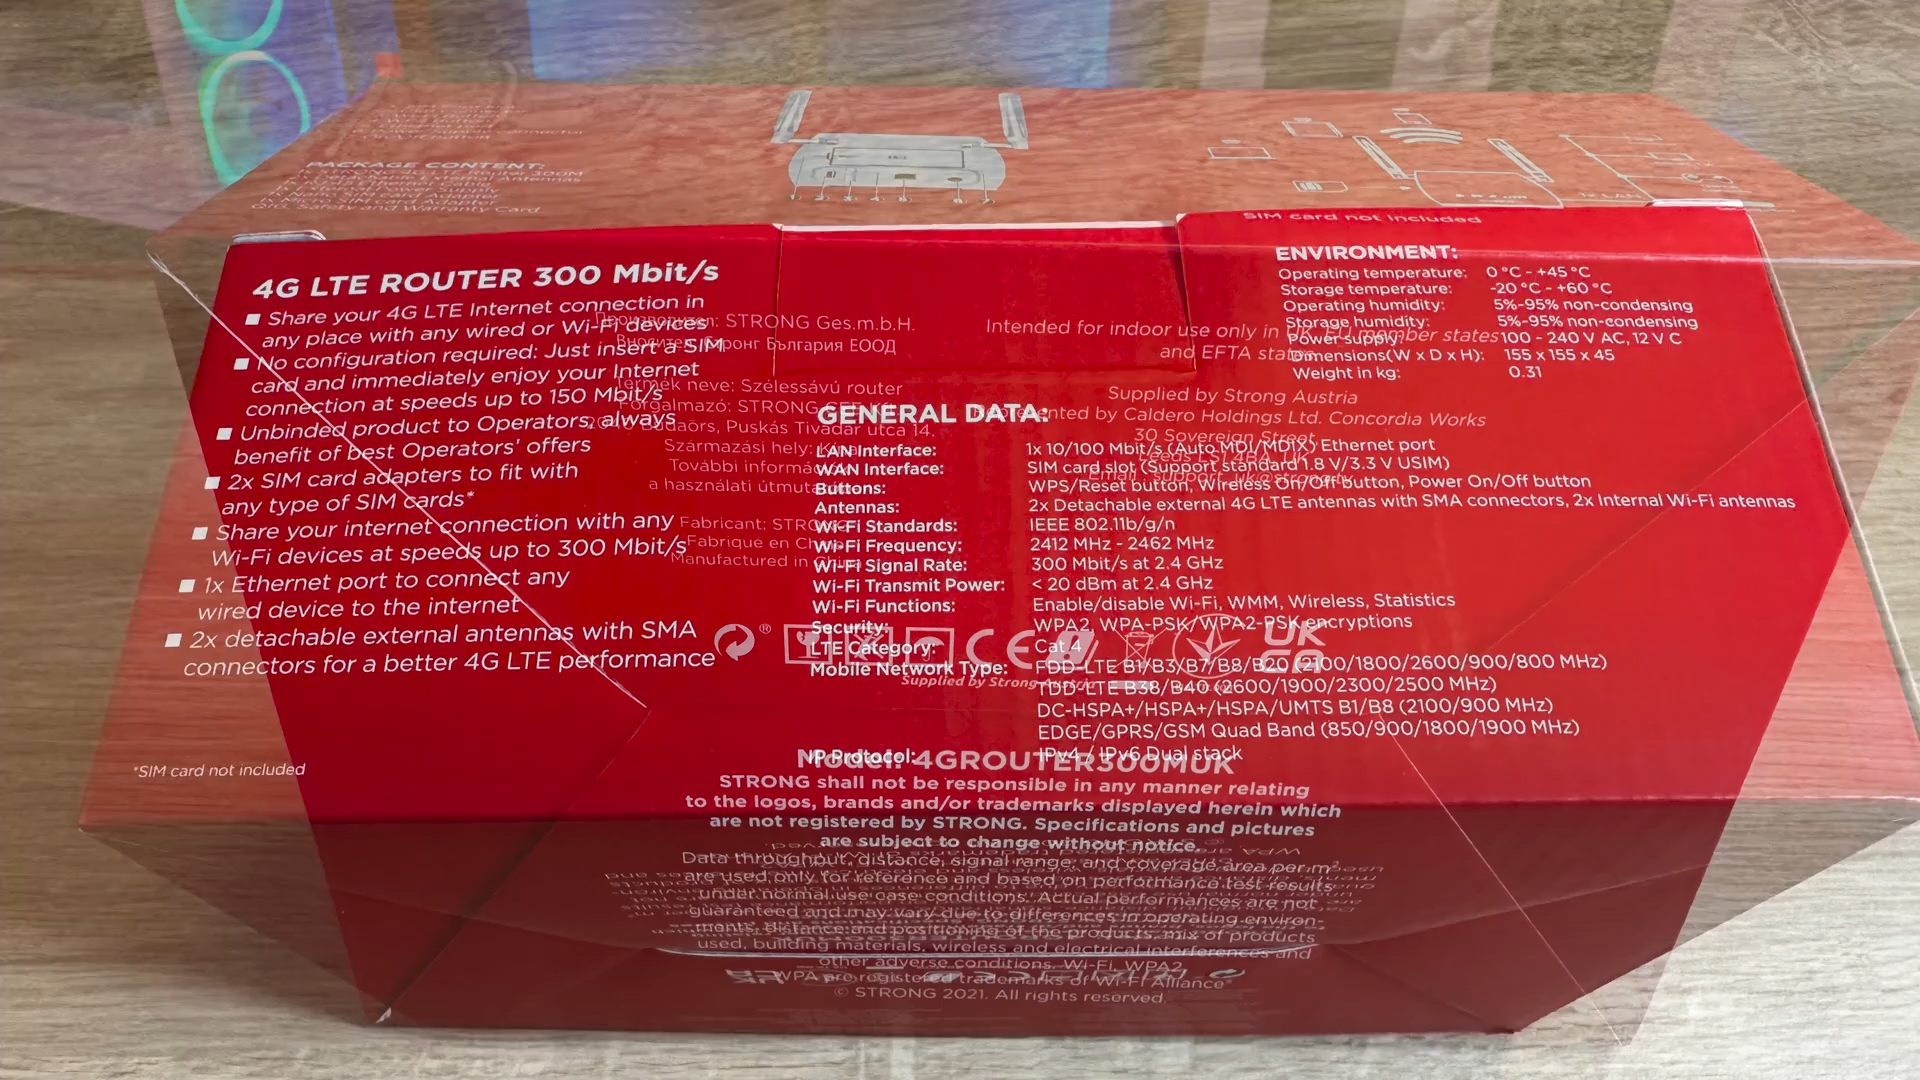 PACKAGE CONTENT:
SIM card not included
4G LTE ROUTER 300 Mbit/s
■ Share your 4G LTE Internet connection in
any place with any wired or Wi-Fi devices
■ No configuration required: Just insert a SIM
card and immediately enjoy your Internet
connection at speeds up to 150 Mbit/s
■ Unbinded product to Operators, always
benefit of best Operators' offers
■ 2x SIM card adapters to fit with
any type of SIM cards*
■ Share your internet connection with any
Wi-Fi devices at speeds up to 300 Mbit/s
■ 1x Ethernet port to connect any
wired device to the internet
■ 2x detachable external antennas with SMA
connectors for a better 4G LTE performance
*SIM card not included
Производител: STRONG Ges.m.b.H.
Вносител: Стронг България ЕООД
Termék neve: Szélessávú router
Forgalmazó: STRONG
Budaörs, Puskás Tivadar utca 14.
Származási hely:
További
a használati
Fabricant:
Fabriqué en
Manufactured in
Intended for indoor use only in UK, EU member states
and EFTA states
Supplied by Strong Austria
Represented by Caldero Holdings Ltd. Concordia Works
30 Sovereign Street
ENVIRONMENT:
Operating temperature: 0 °C - +45 °C
Storage temperature: -20 °C - +60 °C
Operating humidity: 5%-95% non-condensing
Storage humidity: 5%-95% non-condensing
Power supply: 100 - 240 V AC, 12 V C
Dimensions(W x D x H): 155 x 155 x 45
Weight in kg: 0.31
GENERAL DATA:
LAN Interface: 1x 10/100 Mbit/s (Auto MDI/MDIX) Ethernet port
WAN Interface: SIM card slot (Support standard 1.8 V/3.3 V USIM)
Buttons: WPS/Reset button, Wireless On/Off button, Power On/Off button
Antennas: 2x Detachable external 4G LTE antennas with SMA connectors, 2x Internal Wi-Fi antennas
Wi-Fi Standards: IEEE 802.11b/g/n
Wi-Fi Frequency: 2412 MHz - 2462 MHz
Wi-Fi Signal Rate: 300 Mbit/s at 2.4 GHz
Wi-Fi Transmit Power: < 20 dBm at 2.4 GHz
Wi-Fi Functions: Enable/disable Wi-Fi, WMM, Wireless, Statistics
Security: WPA2, WPA-PSK/WPA2-PSK encryptions
LTE Category: Cat 4
Mobile Network Type: FDD-LTE B1/B3/B7/B8/B20 (2100/1800/2600/900/800 MHz)
TDD-LTE B38/B40 (2600/1900/2300/2500 MHz)
DC-HSPA+/HSPA+/HSPA/UMTS B1/B8 (2100/900 MHz)
EDGE/GPRS/GSM Quad Band (850/900/1800/1900 MHz)
IP Protocol: IPv4 / IPv6 Dual stack
CE
UK
CA
Supplied by Strong
Model: 4GROUTER300MUK
STRONG shall not be responsible in any manner relating
to the logos, brands and/or trademarks displayed herein which
are not registered by STRONG. Specifications and pictures
are subject to change without notice.
Data throughput, distance, signal range, and coverage area per m²
are used only for reference and based on performance test results
under normal use case conditions. Actual performances are not
guaranteed and may vary due to differences in operating environ-
ments, distance and positioning of the products, mix of products
used, building materials, wireless and electrical interferences and
other adverse conditions. Wi-Fi, WPA2,
WPA are registered trademarks of Wi-Fi Alliance
© STRONG 2021. All rights reserved.